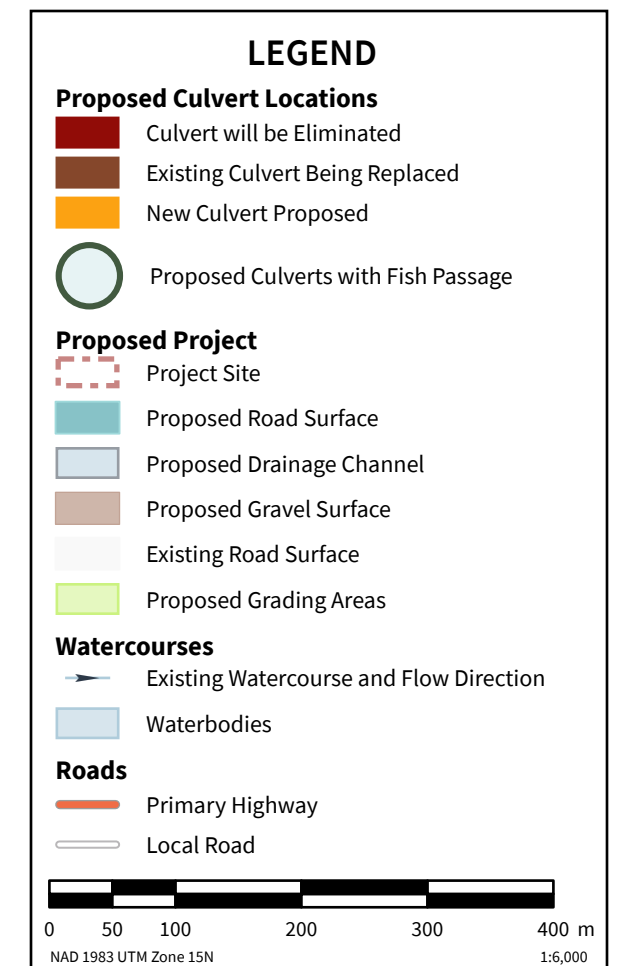 LEGEND
Proposed Culvert Locations
Culvert will be Eliminated
Existing Culvert Being Replaced
New Culvert Proposed
Proposed Culverts with Fish Passage
Proposed Project
Project Site
Proposed Road Surface
Proposed Drainage Channel
Proposed Gravel Surface
Existing Road Surface
Proposed Grading Areas
Watercourses
Existing Watercourse and Flow Direction
Waterbodies
Roads
Primary Highway
Local Road
0 50 100 200 300 400 m
NAD 1983 UTM Zone 15N 1:6,000